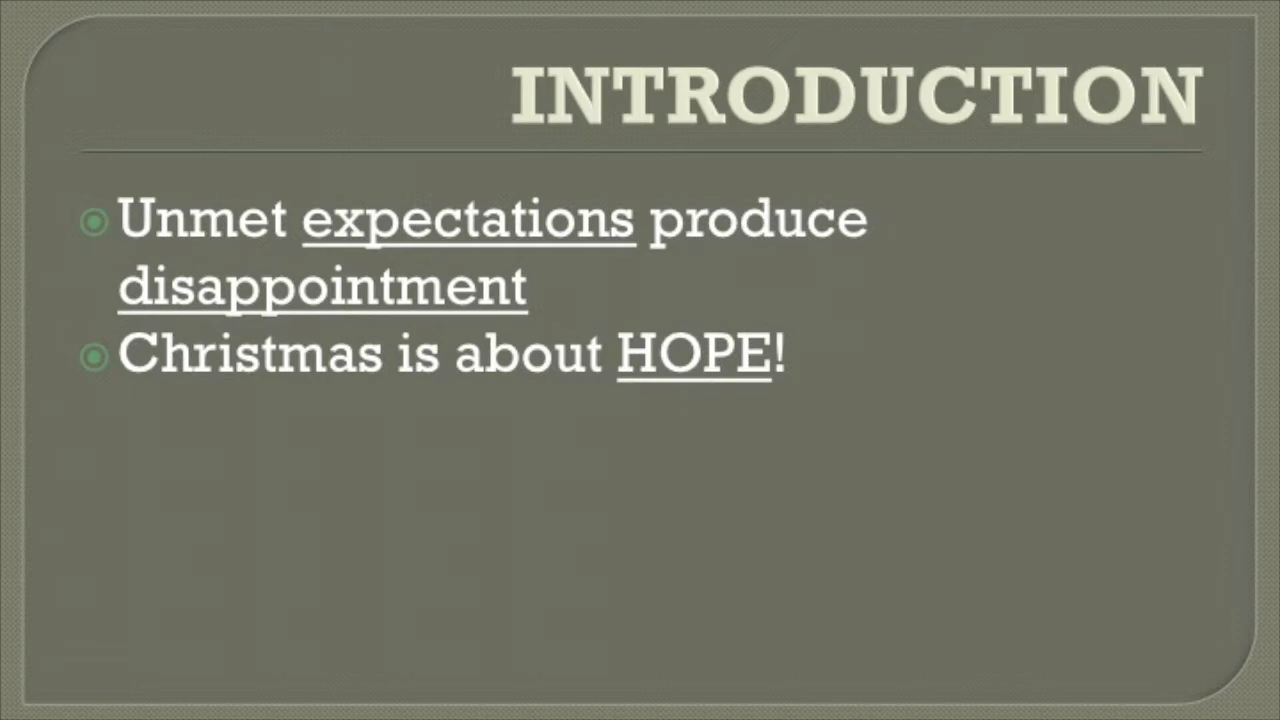 INTRODUCTION
Unmet expectations produce
disappointment
Christmas is about HOPE!